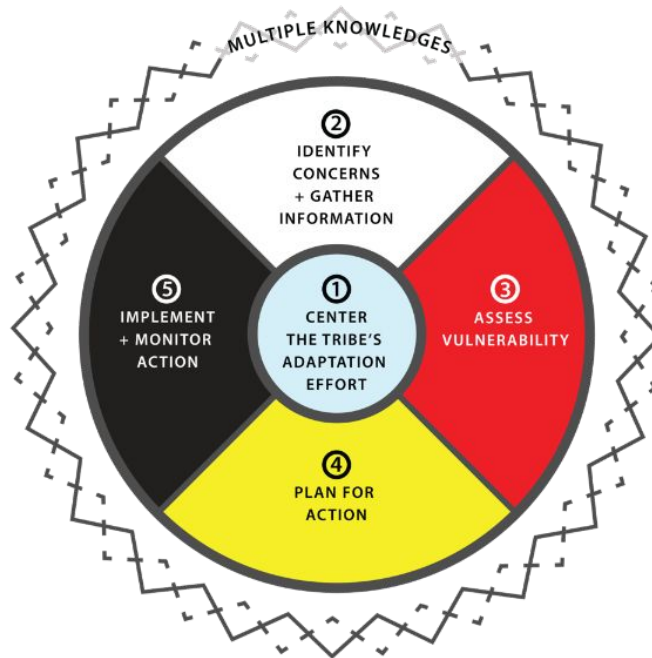 MULTIPLE KNOWLEDGES
2
IDENTIFY
CONCERNS
+ GATHER
INFORMATION
1
CENTER
THE TRIBE'S
ADAPTATION
EFFORT
3
ASSESS
VULNERABILITY
4
PLAN FOR
ACTION
5
IMPLEMENT
+ MONITOR
ACTION